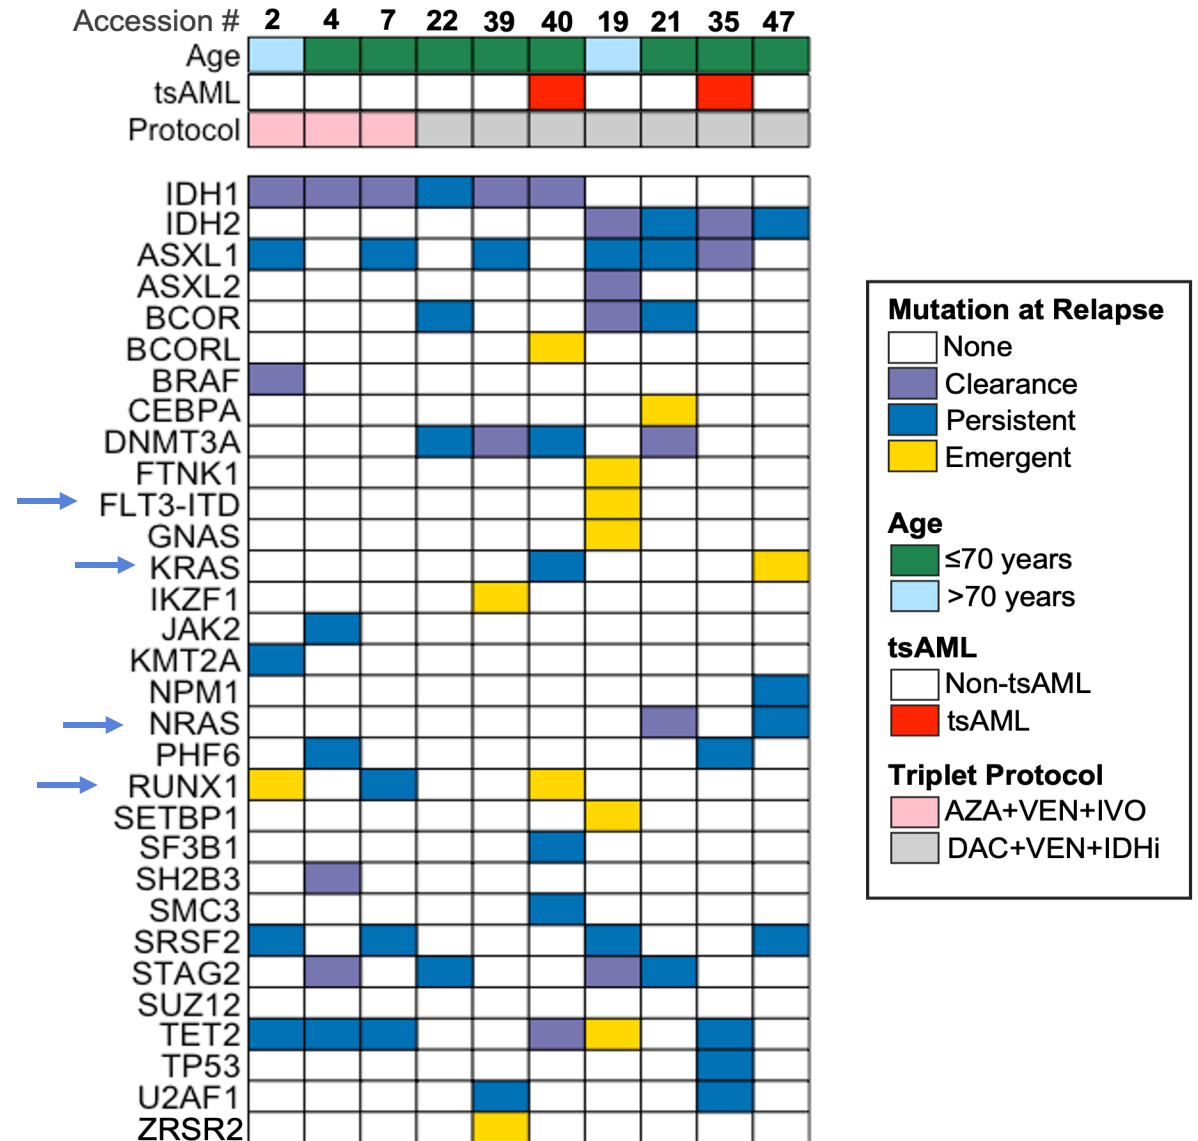 Accession # 2 4 7 22 39 40 19 21 35 47
Age
tsAML
Protocol
IDH1
IDH2
ASXL1
ASXL2
BCOR
BCORL
BRAF
CEBPA
DNMT3A
FTNK1
FLT3-ITD
GNAS
KRAS
IKZF1
JAK2
KMT2A
NPM1
NRAS
PHF6
RUNX1
SETBP1
SF3B1
SH2B3
SMC3
SRSF2
STAG2
SUZ12
TET2
TP53
U2AF1
ZRSR2
Mutation at Relapse
None
Clearance
Persistent
Emergent
Age
≤70 years
>70 years
tsAML
Non-tsAML
tsAML
Triplet Protocol
AZA+VEN+IVO
DAC+VEN+IDHi